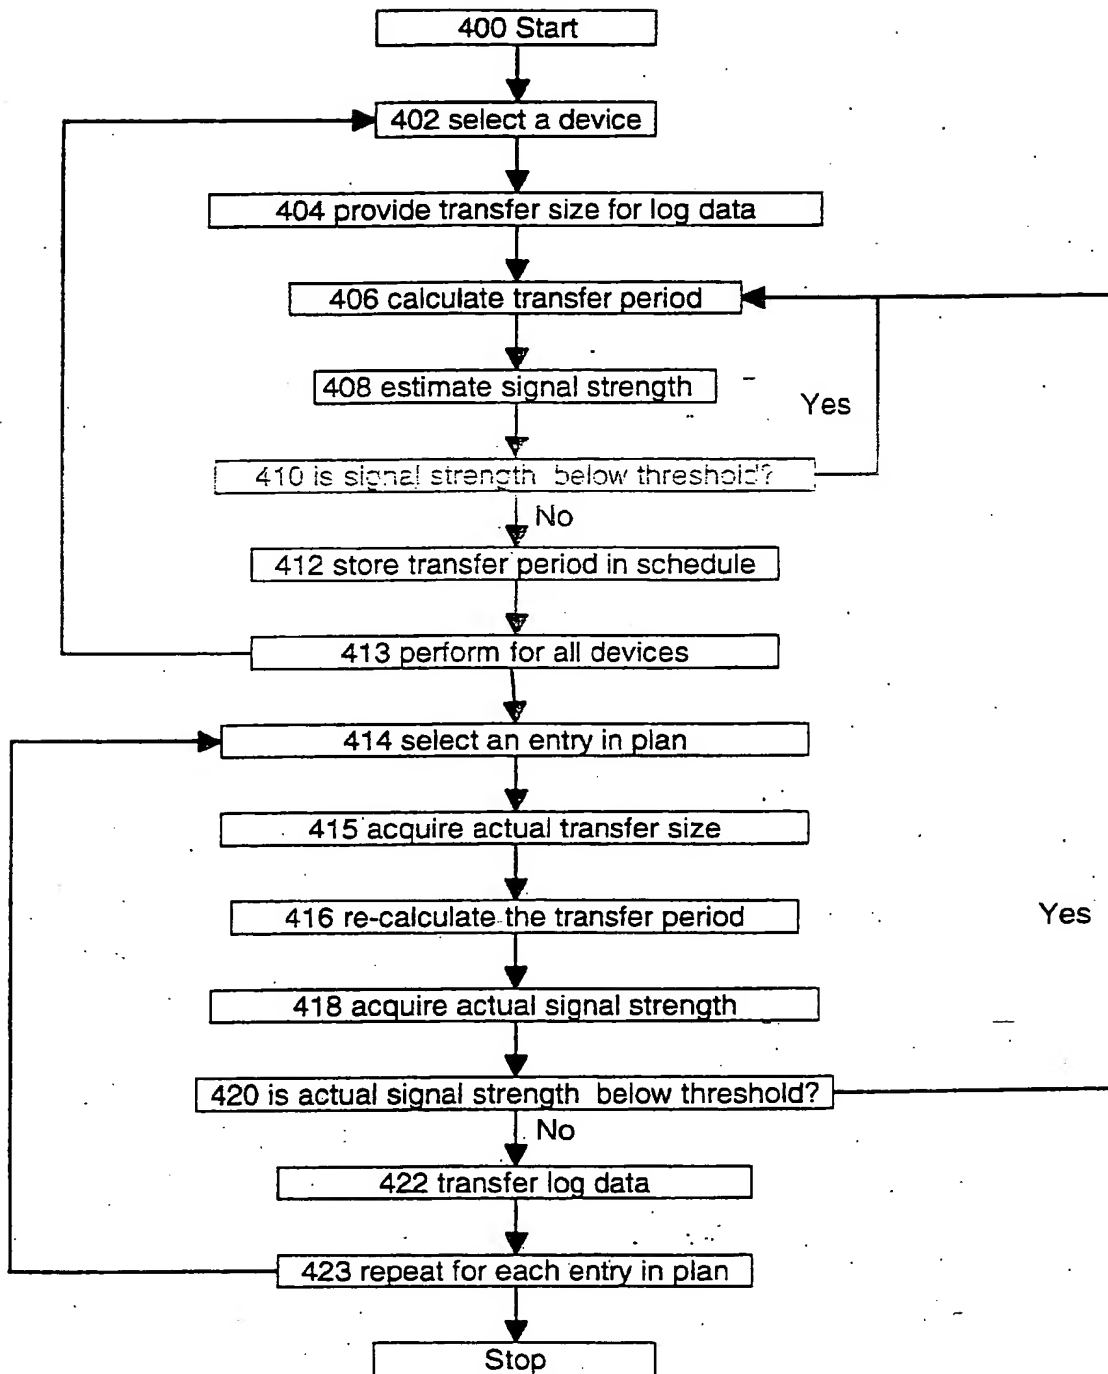 400 Start
402 select a device
404 provide transfer size for log data
406 calculate transfer period
408 estimate signal strength
Yes
410 is signal strength below threshold?
No
412 store transfer period in schedule
413 perform for all devices
414 select an entry in plan
415 acquire actual transfer size
416 re-calculate the transfer period
Yes
418 acquire actual signal strength
420 is actual signal strength below threshold?
No
422 transfer log data
423 repeat for each entry in plan
Stop